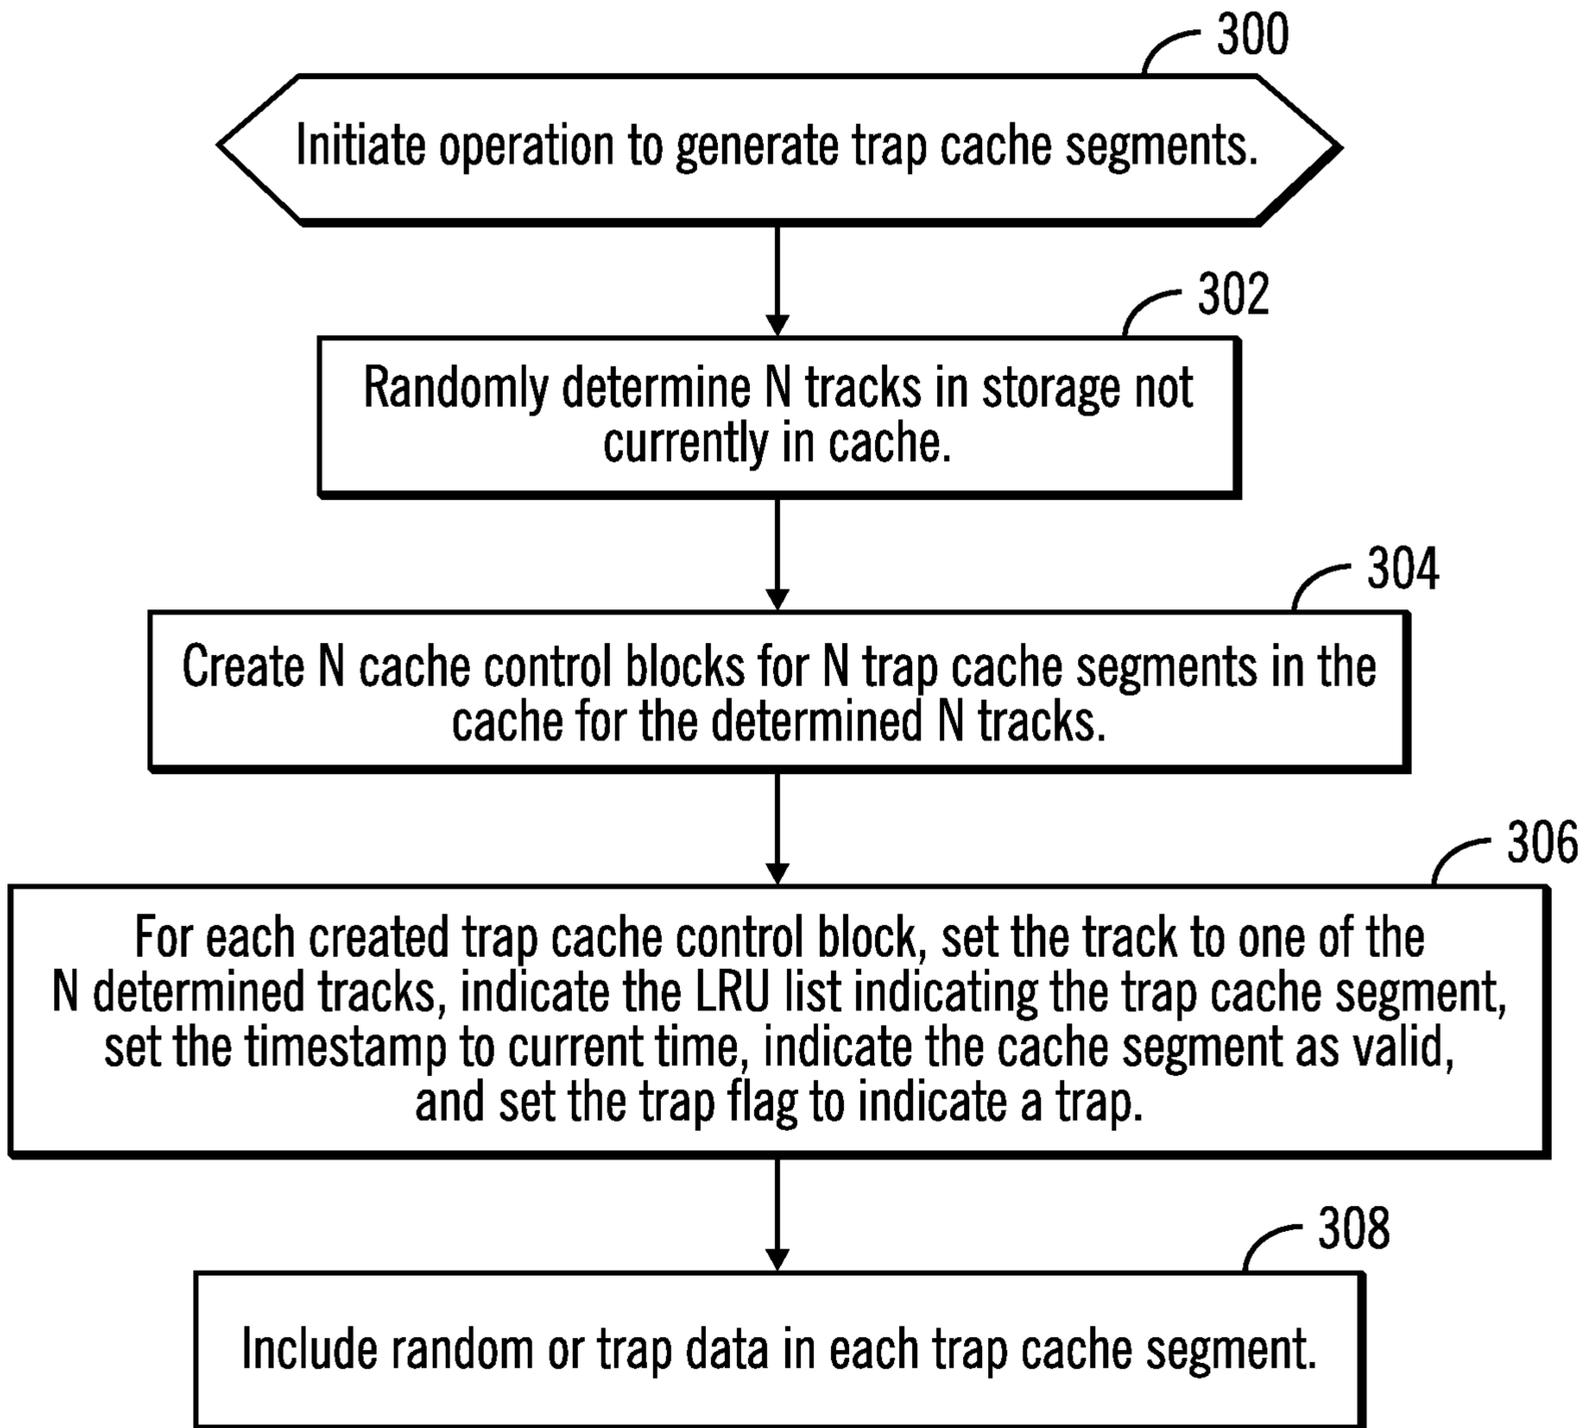 300
Initiate operation to generate trap cache segments.
302
Randomly determine N tracks in storage not
currently in cache.
304
Create N cache control blocks for N trap cache segments in the
cache for the determined N tracks.
306
For each created trap cache control block, set the track to one of the
N determined tracks, indicate the LRU list indicating the trap cache segment,
set the timestamp to current time, indicate the cache segment as valid,
and set the trap flag to indicate a trap.
308
Include random or trap data in each trap cache segment.